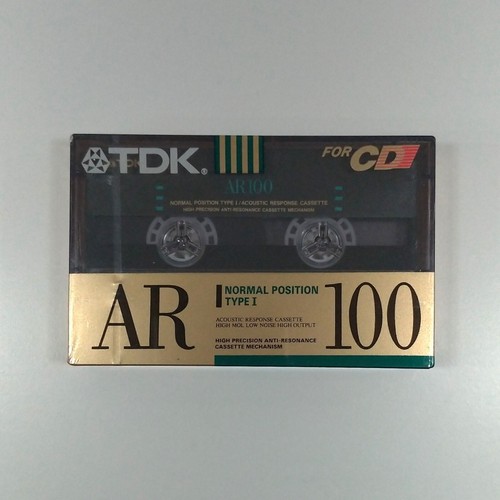 TDK®
FOR CD
AR100
NORMAL POSITION TYPE I / ACOUSTIC RESPONSE CASSETTE
HIGH PRECISION ANTI-RESONANCE CASSETTE MECHANISM
AR
I NORMAL POSITION
TYPE I
ACOUSTIC RESPONSE CASSETTE
HIGH MOL LOW NOISE HIGH OUTPUT
HIGH PRECISION ANTI-RESONANCE
CASSETTE MECHANISM
100